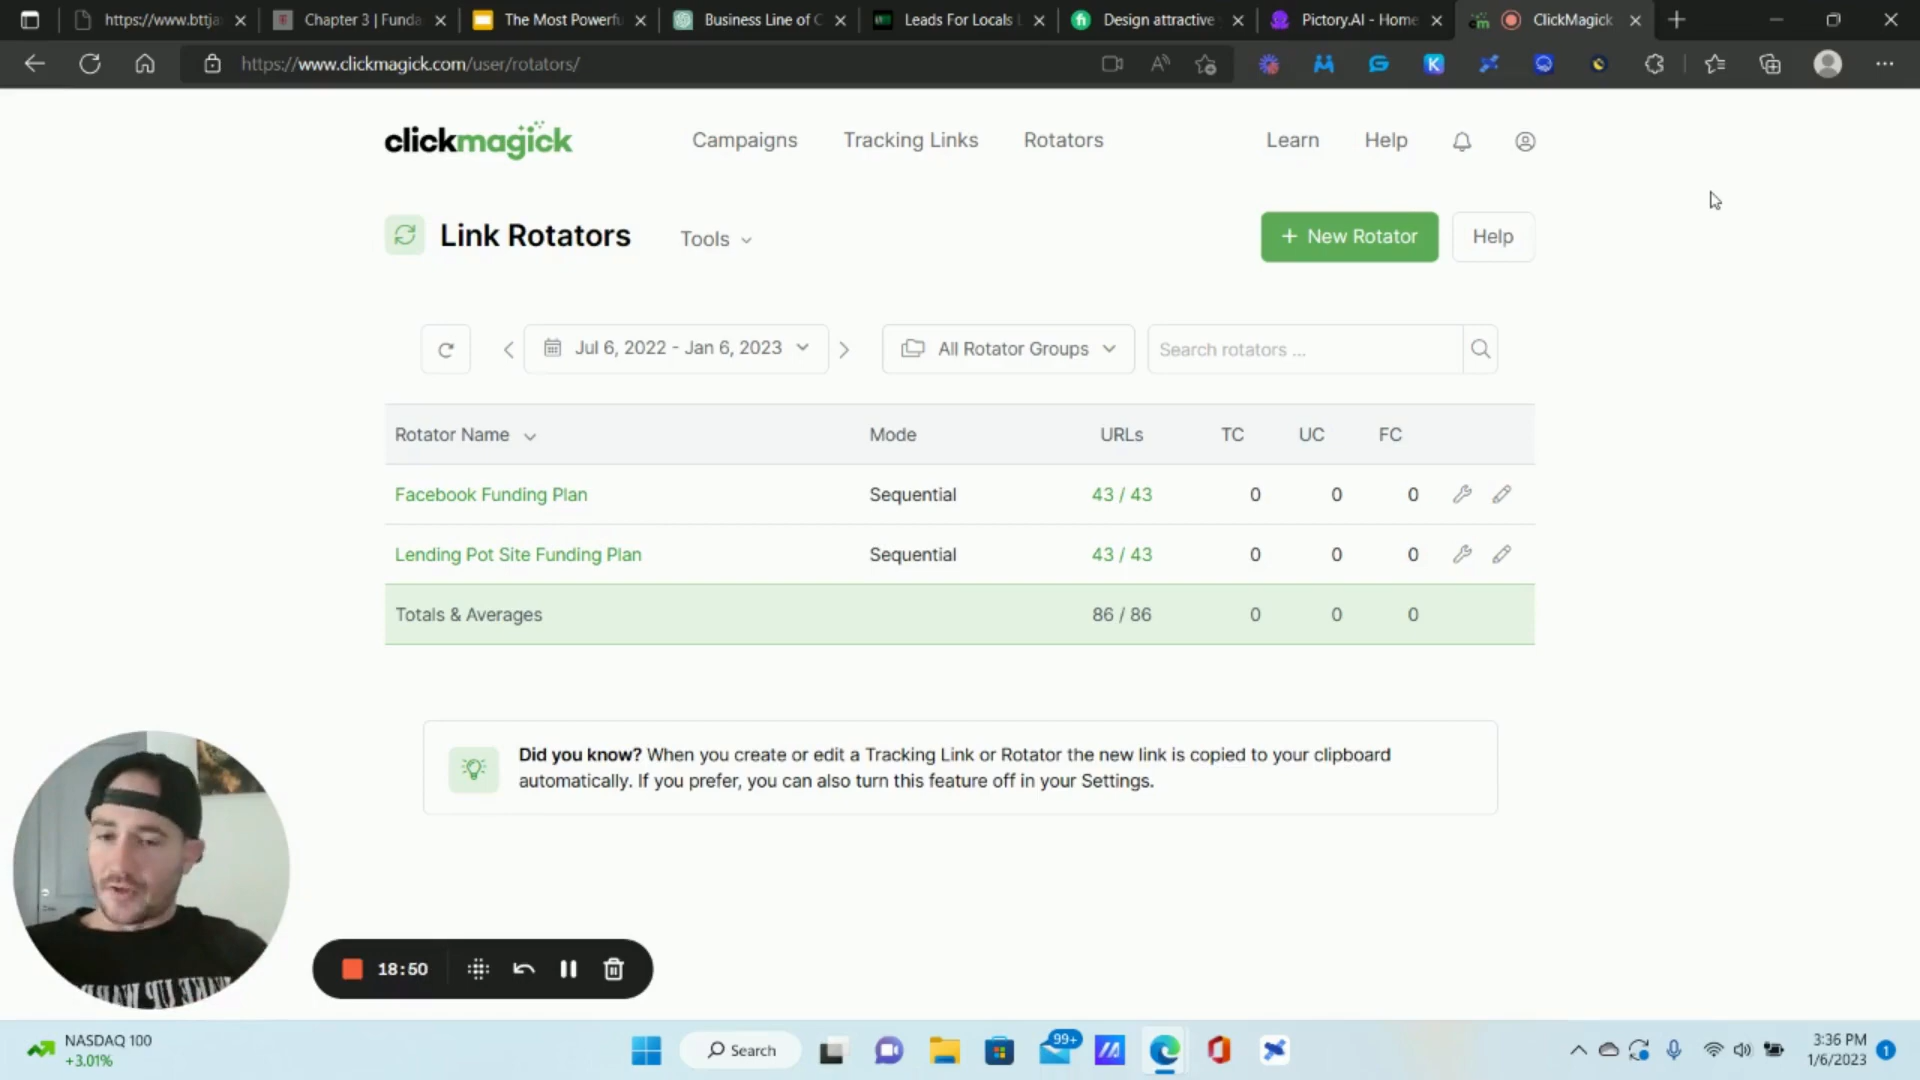 https://www.bttja
Chapter 3 | Funda
The Most Powerfu
Business Line of C
Leads For Locals L
Design attractive
Pictory.AI - Home
ClickMagick
https://www.clickmagick.com/user/rotators/
clickmagick
Campaigns
Tracking Links
Rotators
Learn
Help
Link Rotators
Tools
+ New Rotator
Help
Jul 6, 2022 - Jan 6, 2023
All Rotator Groups
Search rotators ...
Rotator Name Mode URLs TC UC FC
Facebook Funding Plan Sequential 43 / 43 0 0 0
Lending Pot Site Funding Plan Sequential 43 / 43 0 0 0
Totals & Averages 86 / 86 0 0 0
Did you know? When you create or edit a Tracking Link or Rotator the new link is copied to your clipboard
automatically. If you prefer, you can also turn this feature off in your Settings.
WAKE UP WARR
18:50
NASDAQ 100
+3.01%
Search
99+
3:36 PM
1/6/2023
1